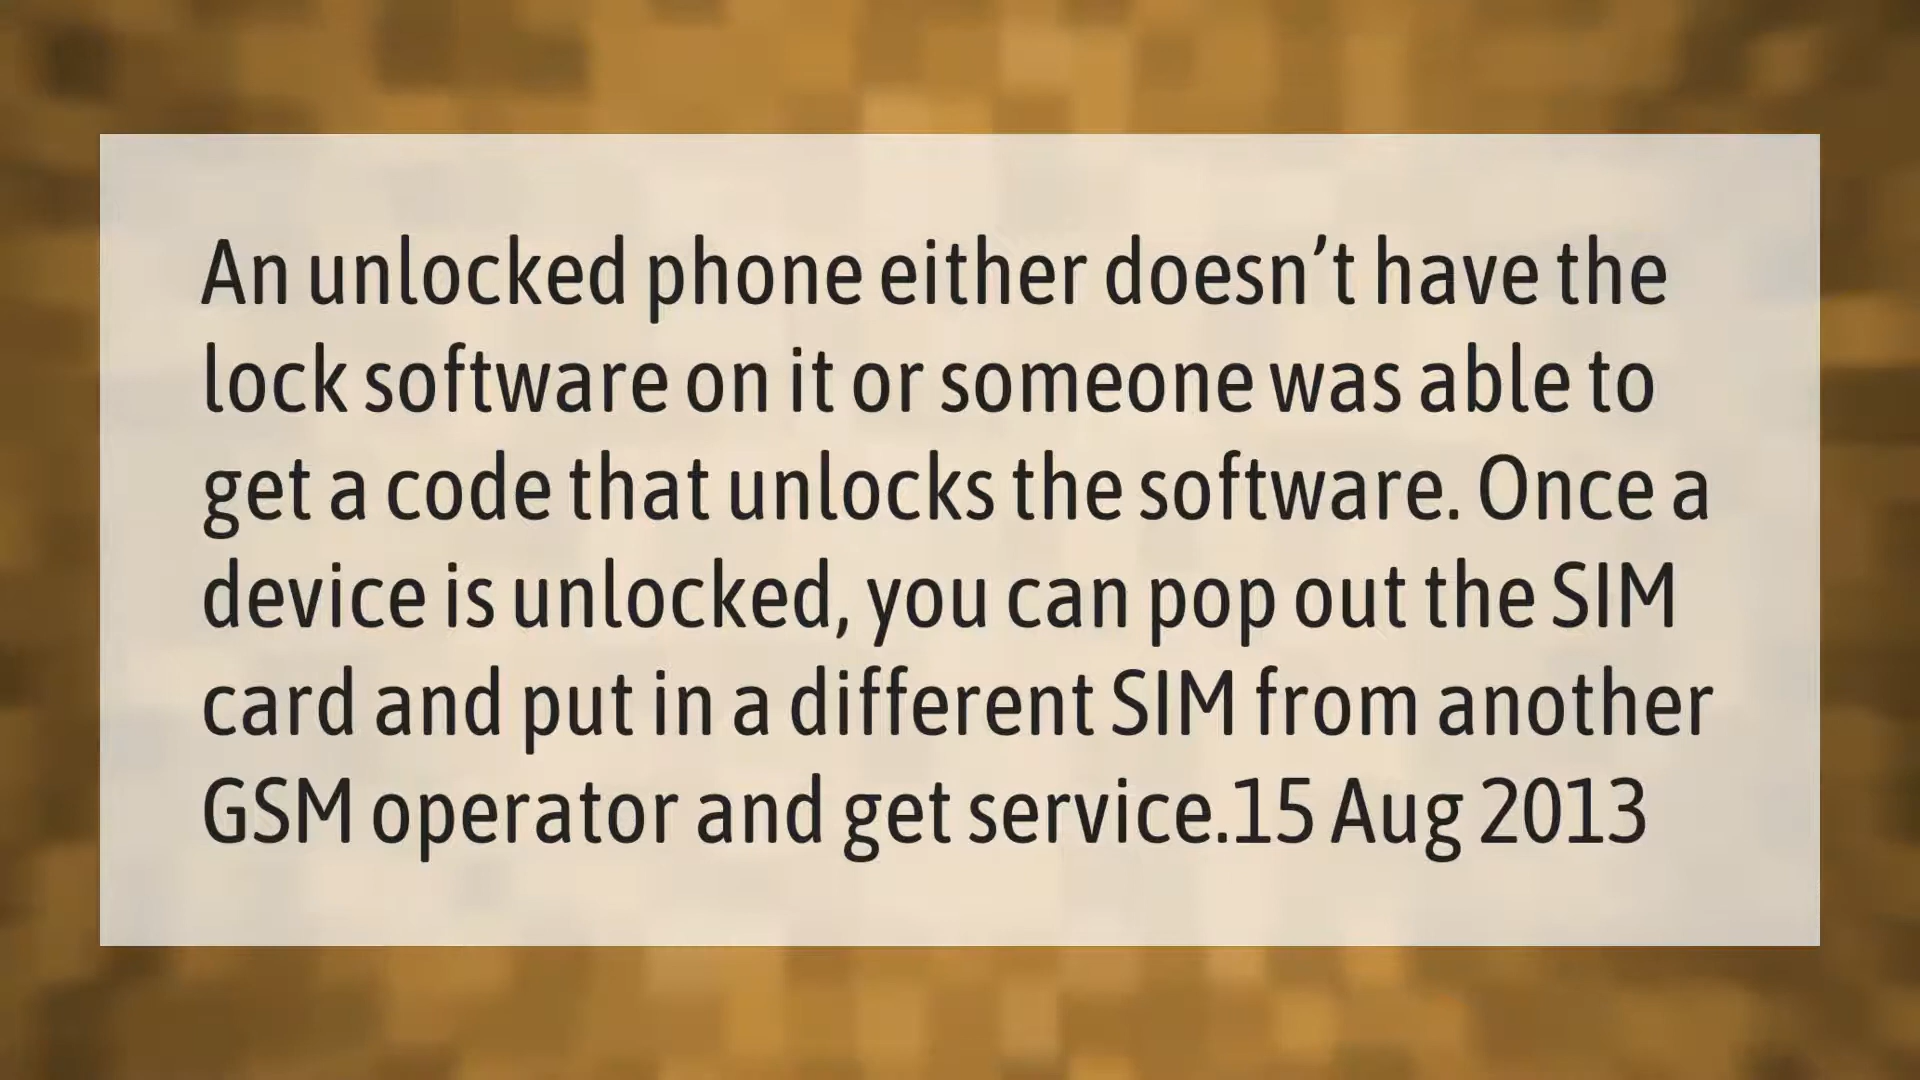 An unlocked phone either doesn’t have the
lock software on it or someone was able to
get a code that unlocks the software. Once a
device is unlocked, you can pop out the SIM
card and put in a different SIM from another
GSM operator and get service.15 Aug 2013